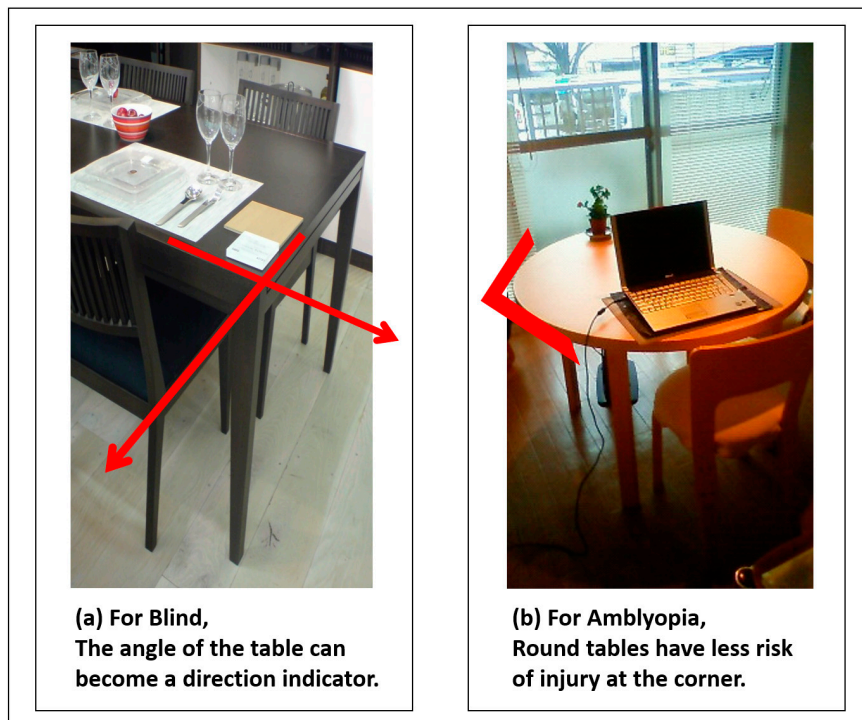 (a) For Blind,
The angle of the table can
become a direction indicator.
(b) For Amblyopia,
Round tables have less risk
of injury at the corner.